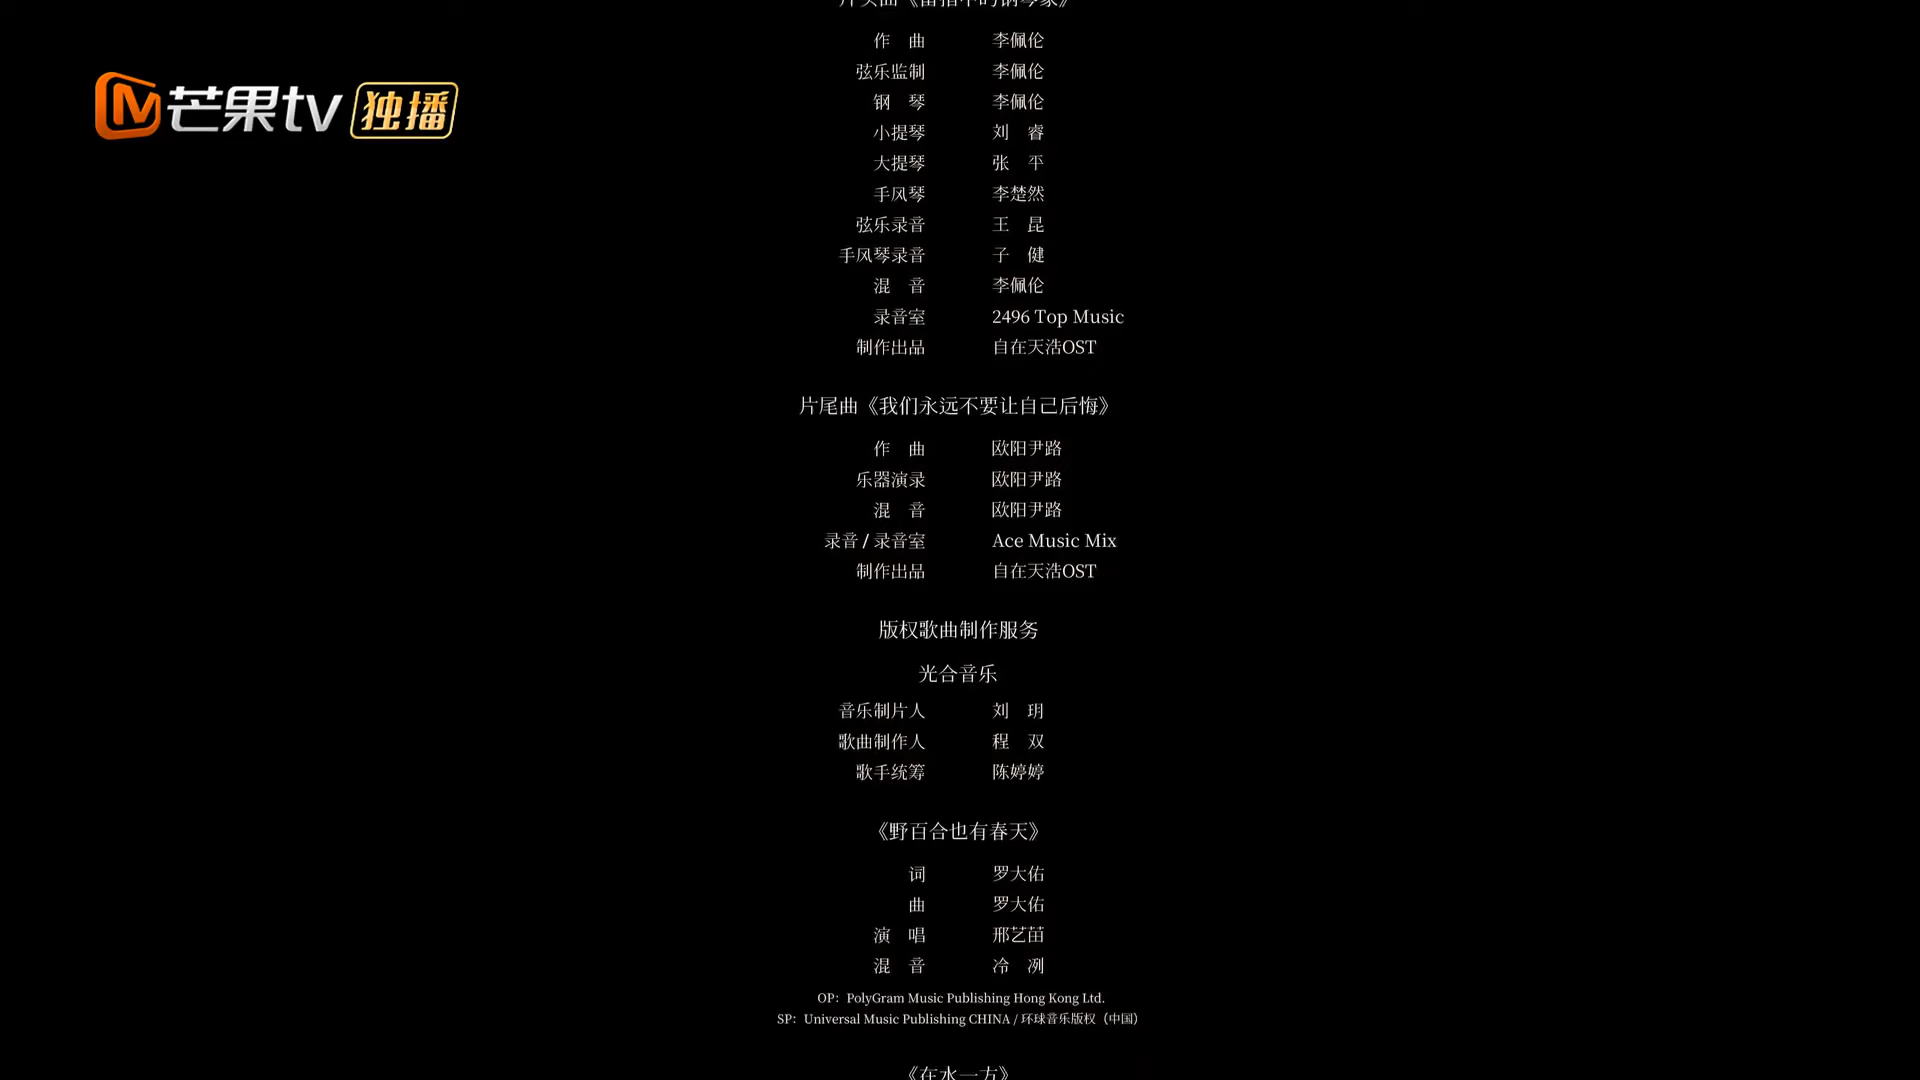 芒果tv 独播
作 曲 李佩伦
弦乐监制 李佩伦
钢 琴 李佩伦
小提琴 刘 睿
大提琴 张 平
手风琴 李楚然
弦乐录音 王 昆
手风琴录音 子 健
混 音 李佩伦
录音室 2496 Top Music
制作出品 自在天浩OST
片尾曲《我们永远不要让自己后悔》
作 曲 欧阳尹路
乐器演录 欧阳尹路
混 音 欧阳尹路
录音 / 录音室 Ace Music Mix
制作出品 自在天浩OST
版权歌曲制作服务
光合音乐
音乐制片人 刘 玥
歌曲制作人 程 双
歌手统筹 陈婷婷
《野百合也有春天》
词 罗大佑
曲 罗大佑
演 唱 邢艺苗
混 音 冷 冽
OP：PolyGram Music Publishing Hong Kong Ltd.
SP：Universal Music Publishing CHINA / 环球音乐版权（中国）
《在水一方》